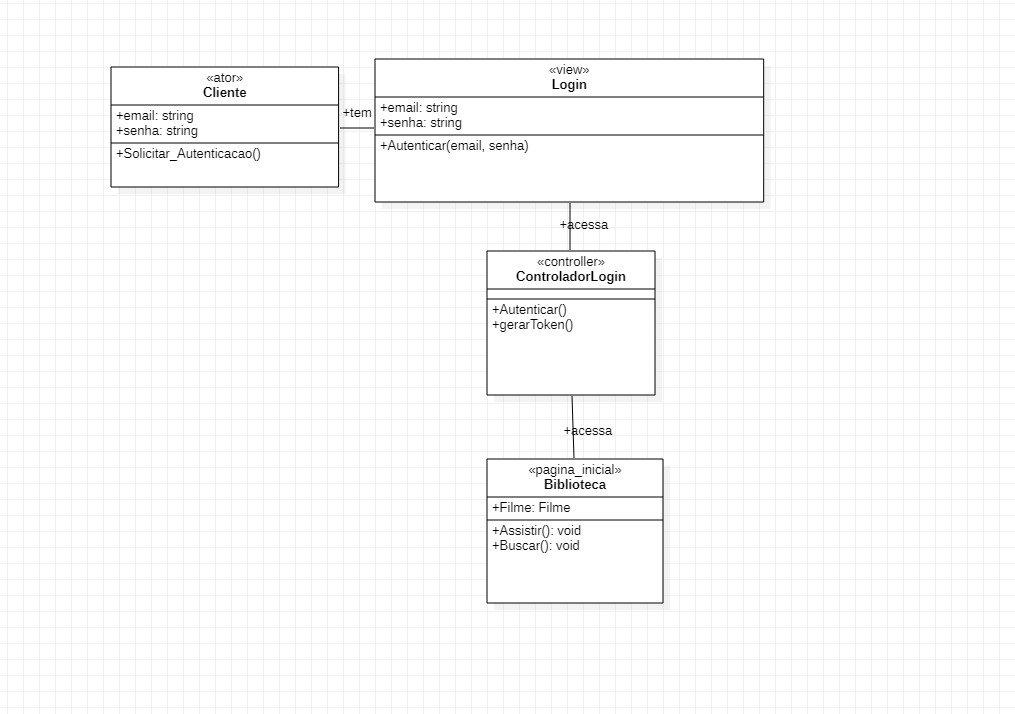 «ator»
Cliente
+email: string
+senha: string
+Solicitar_Autenticacao()
+tem
«view»
Login
+email: string
+senha: string
+Autenticar(email, senha)
+acessa
«controller»
ControladorLogin
+Autenticar()
+gerarToken()
+acessa
«pagina_inicial»
Biblioteca
+Filme: Filme
+Assistir(): void
+Buscar(): void